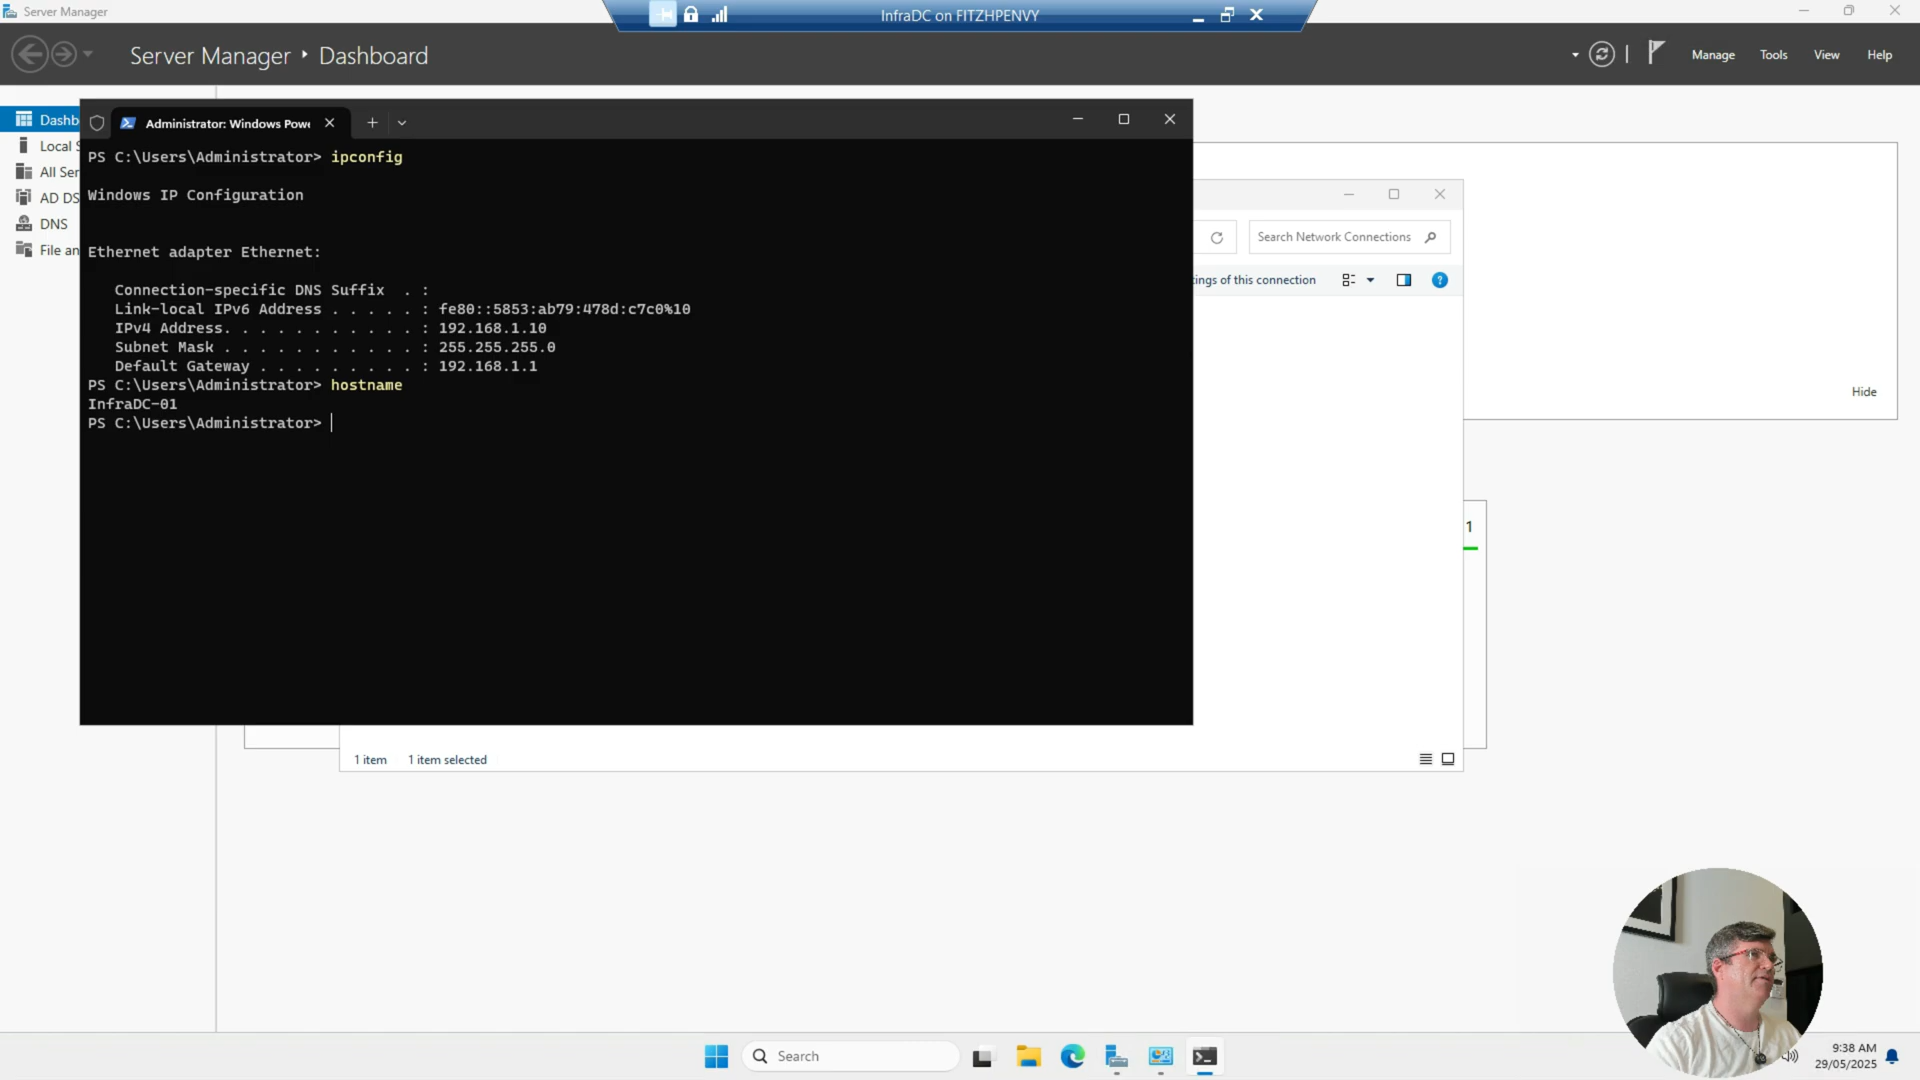 Server Manager
InfraDC on FITZHPENVY
Server Manager ‣ Dashboard
Manage Tools View Help
Dashb
Local S
All Ser
AD DS
DNS
File an
Administrator: Windows Powe
PS C:\Users\Administrator> ipconfig
Windows IP Configuration
Ethernet adapter Ethernet:
Connection-specific DNS Suffix . :
Link-local IPv6 Address . . . . . : fe80::5853:ab79:478d:c7c0%10
IPv4 Address. . . . . . . . . . . : 192.168.1.10
Subnet Mask . . . . . . . . . . . : 255.255.255.0
Default Gateway . . . . . . . . . : 192.168.1.1
PS C:\Users\Administrator> hostname
InfraDC-01
PS C:\Users\Administrator>
Search Network Connections
tings of this connection
Hide
1
1 item 1 item selected
Search
9:38 AM
29/05/2025